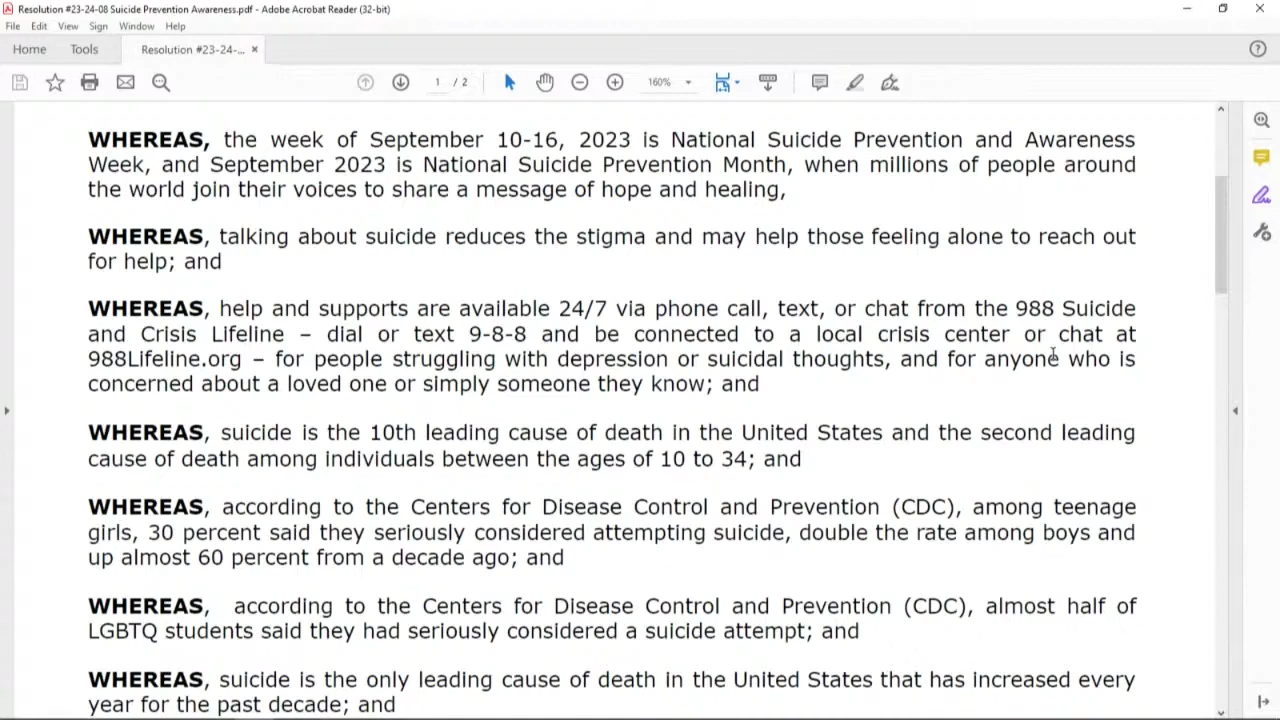 Resolution #23-24-08 Suicide Prevention Awareness.pdf - Adobe Acrobat Reader (32-bit)
File Edit View Sign Window Help
Home Tools Resolution #23-24-... ×
1 / 2 160%
WHEREAS, the week of September 10-16, 2023 is National Suicide Prevention and Awareness
Week, and September 2023 is National Suicide Prevention Month, when millions of people around
the world join their voices to share a message of hope and healing,
WHEREAS, talking about suicide reduces the stigma and may help those feeling alone to reach out
for help; and
WHEREAS, help and supports are available 24/7 via phone call, text, or chat from the 988 Suicide
and Crisis Lifeline – dial or text 9-8-8 and be connected to a local crisis center or chat at
988Lifeline.org – for people struggling with depression or suicidal thoughts, and for anyone who is
concerned about a loved one or simply someone they know; and
WHEREAS, suicide is the 10th leading cause of death in the United States and the second leading
cause of death among individuals between the ages of 10 to 34; and
WHEREAS, according to the Centers for Disease Control and Prevention (CDC), among teenage
girls, 30 percent said they seriously considered attempting suicide, double the rate among boys and
up almost 60 percent from a decade ago; and
WHEREAS, according to the Centers for Disease Control and Prevention (CDC), almost half of
LGBTQ students said they had seriously considered a suicide attempt; and
WHEREAS, suicide is the only leading cause of death in the United States that has increased every
year for the past decade; and